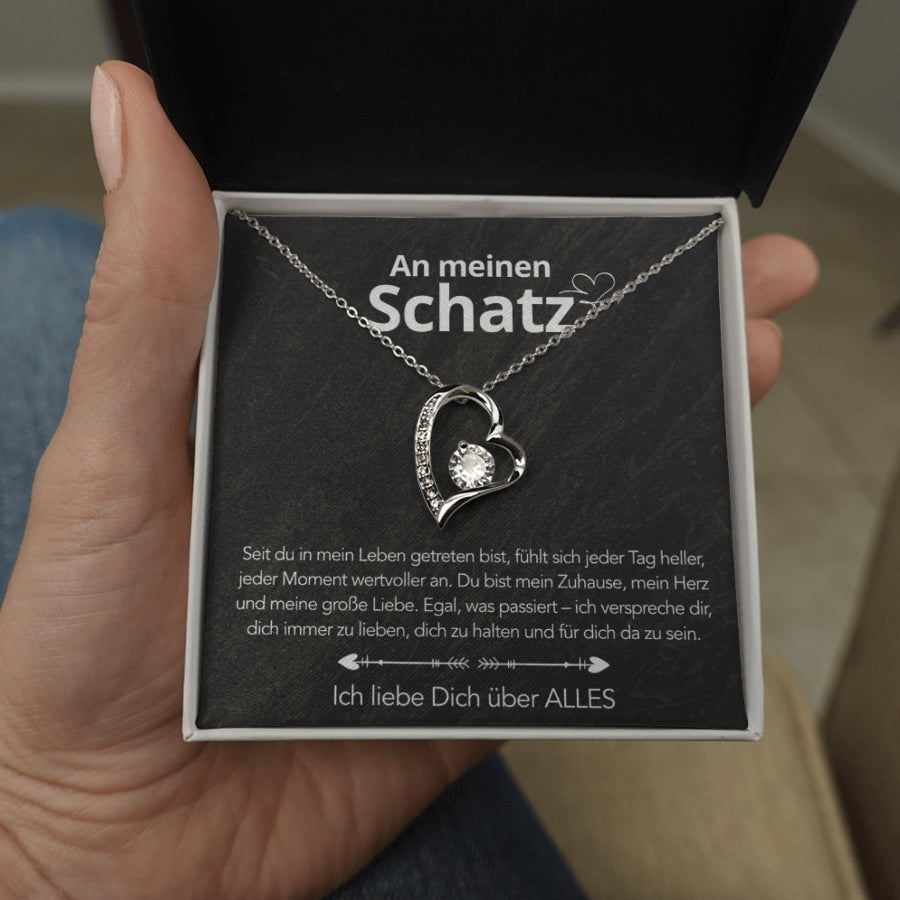 An meinen
Schatz
Seit du in mein Leben getreten bist, fühlt sich jeder Tag heller,
jeder Moment wertvoller an. Du bist mein Zuhause, mein Herz
und meine große Liebe. Egal, was passiert – ich verspreche dir,
dich immer zu lieben, dich zu halten und für dich da zu sein.
Ich liebe Dich über ALLES